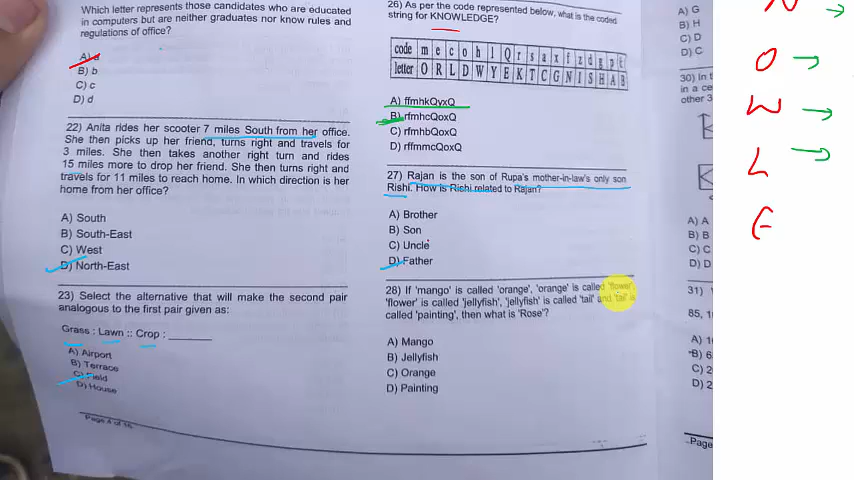 Which letter represents those candidates who are educated
in computers but are neither graduates nor know rules and
regulations of office?
A) a
B) b
C) c
D) d
22) Anita rides her scooter 7 miles South from her office.
She then picks up her friend, turns right and travels for
3 miles. She then takes another right turn and rides
15 miles more to drop her friend. She then turns right and
travels for 11 miles to reach home. In which direction is her
home from her office?
A) South
B) South-East
C) West
D) North-East
23) Select the alternative that will make the second pair
analogous to the first pair given as:
Grass : Lawn :: Crop : ________
A) Airport
B) Terrace
C) Field
D) House
Page 4 of 16
26) As per the code represented below, what is the coded
string for KNOWLEDGE?
code m e c o h l Q r s a x f z d g p t
letter O R L D W Y E K T C G N I S H A B
A) ffmhkQyxQ
B) rfmhcQoxQ
C) rfmhbQoxQ
D) rffmmcQoxQ
27) Rajan is the son of Rupa's mother-in-law's only son
Rishi. How is Rishi related to Rajan?
A) Brother
B) Son
C) Uncle
D) Father
28) If 'mango' is called 'orange', 'orange' is called 'flower',
'flower' is called 'jellyfish', 'jellyfish' is called 'tail' and 'tail' is
called 'painting', then what is 'Rose'?
A) Mango
B) Jellyfish
C) Orange
D) Painting
A) G
B) H
C) D
D) C
30) In t
in a ce
other 3
A) A
B) B
C) C
D) D
31)
85, 1
A) 1
B) 6
C) 2
D) 2
Page
N →
O →
W →
L →
E